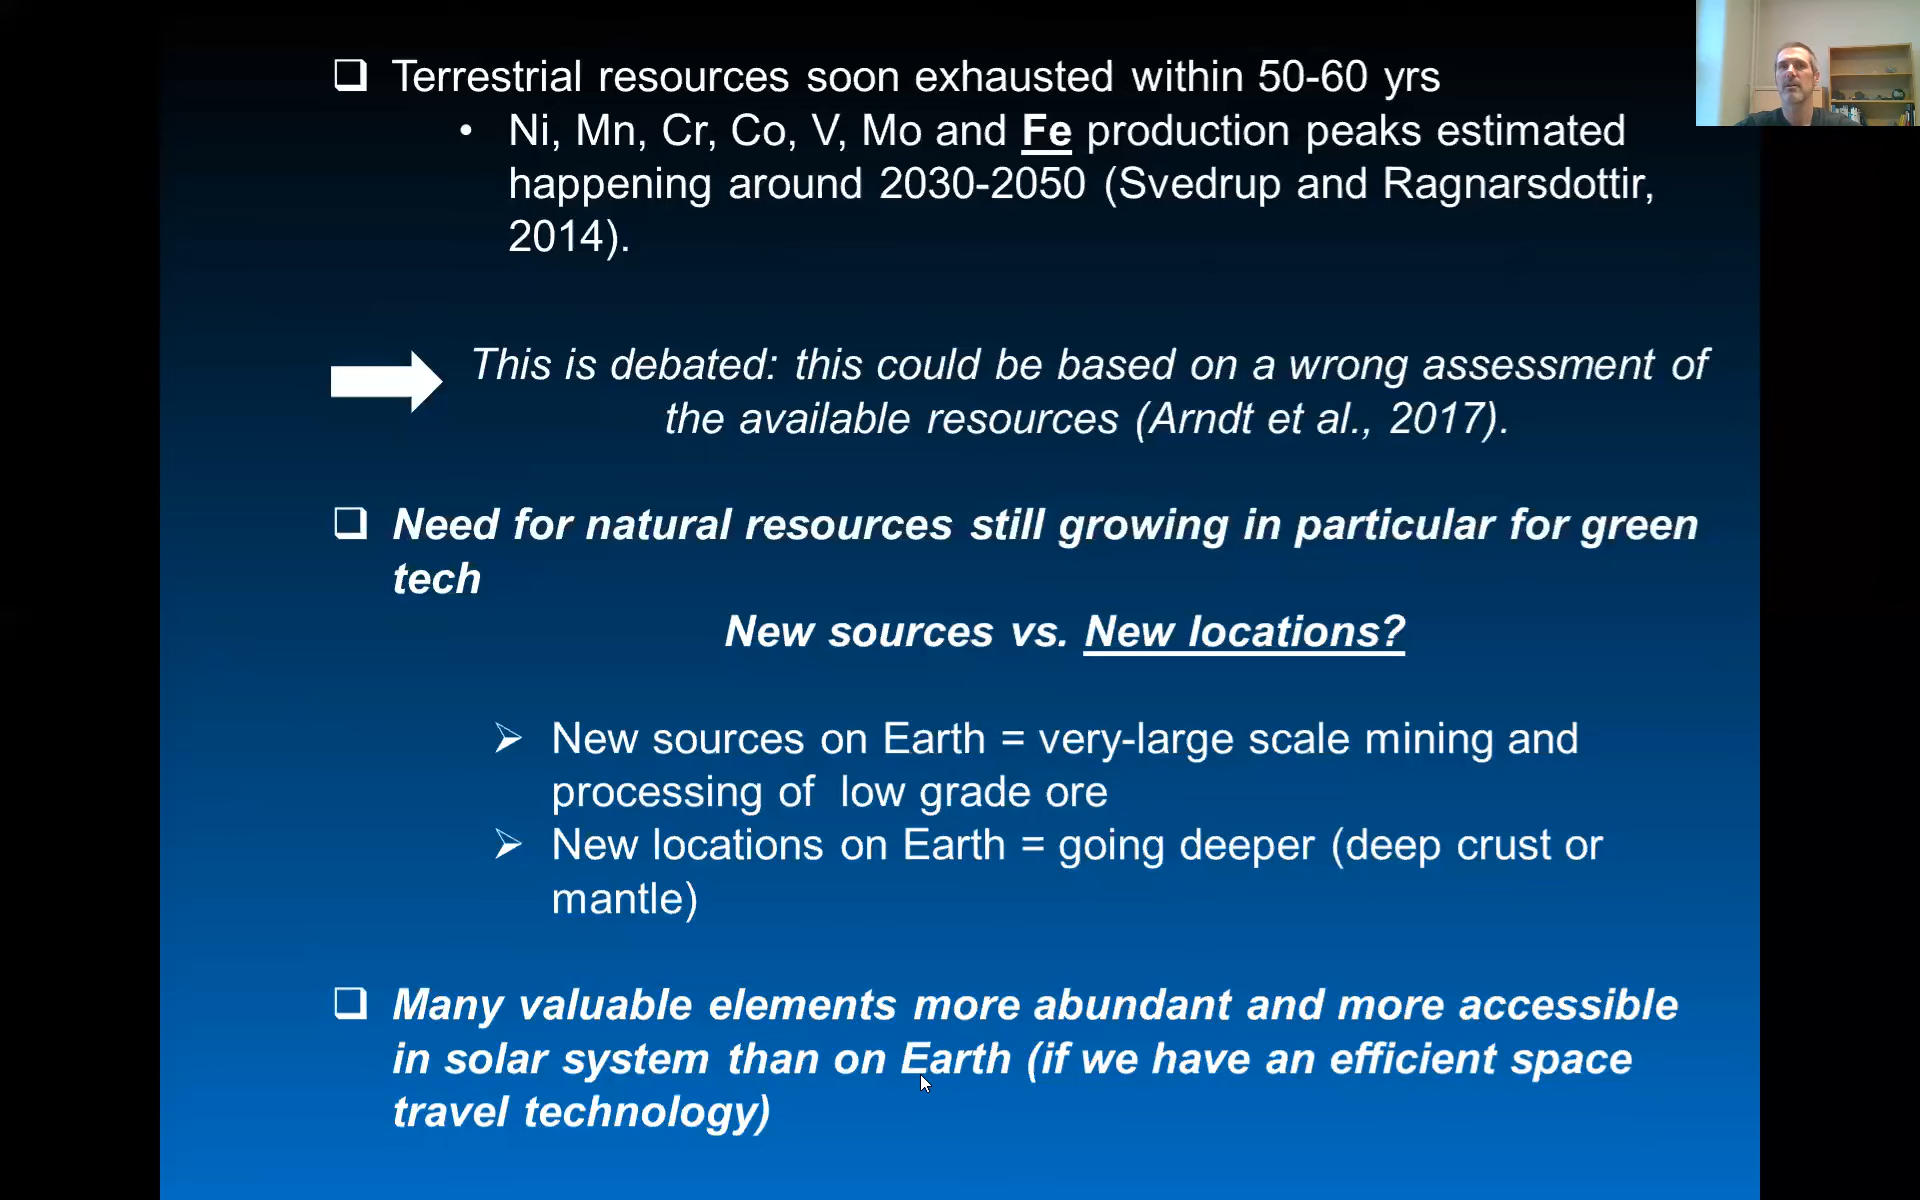 Terrestrial resources soon exhausted within 50-60 yrs
• Ni, Mn, Cr, Co, V, Mo and Fe production peaks estimated
happening around 2030-2050 (Svedrup and Ragnarsdottir,
2014).
This is debated: this could be based on a wrong assessment of
the available resources (Arndt et al., 2017).
Need for natural resources still growing in particular for green
tech
New sources vs. New locations?
New sources on Earth = very-large scale mining and
processing of low grade ore
New locations on Earth = going deeper (deep crust or
mantle)
Many valuable elements more abundant and more accessible
in solar system than on Earth (if we have an efficient space
travel technology)